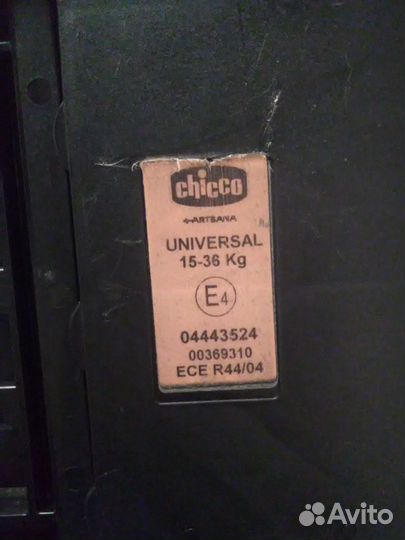 chicco
ARTSANA
UNIVERSAL
15-36 Kg
E4
04443524
00369310
ECE R44/04
Avito